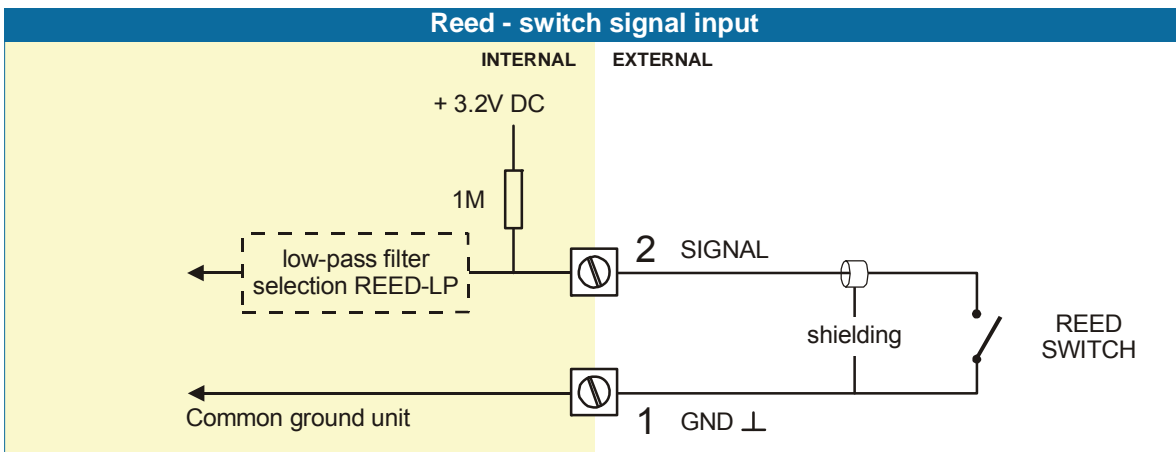 Reed - switch signal input
INTERNAL
EXTERNAL
+ 3.2V DC
1M
low-pass filter
selection REED-LP
2 SIGNAL
shielding
REED
SWITCH
Common ground unit
1 GND ⊥